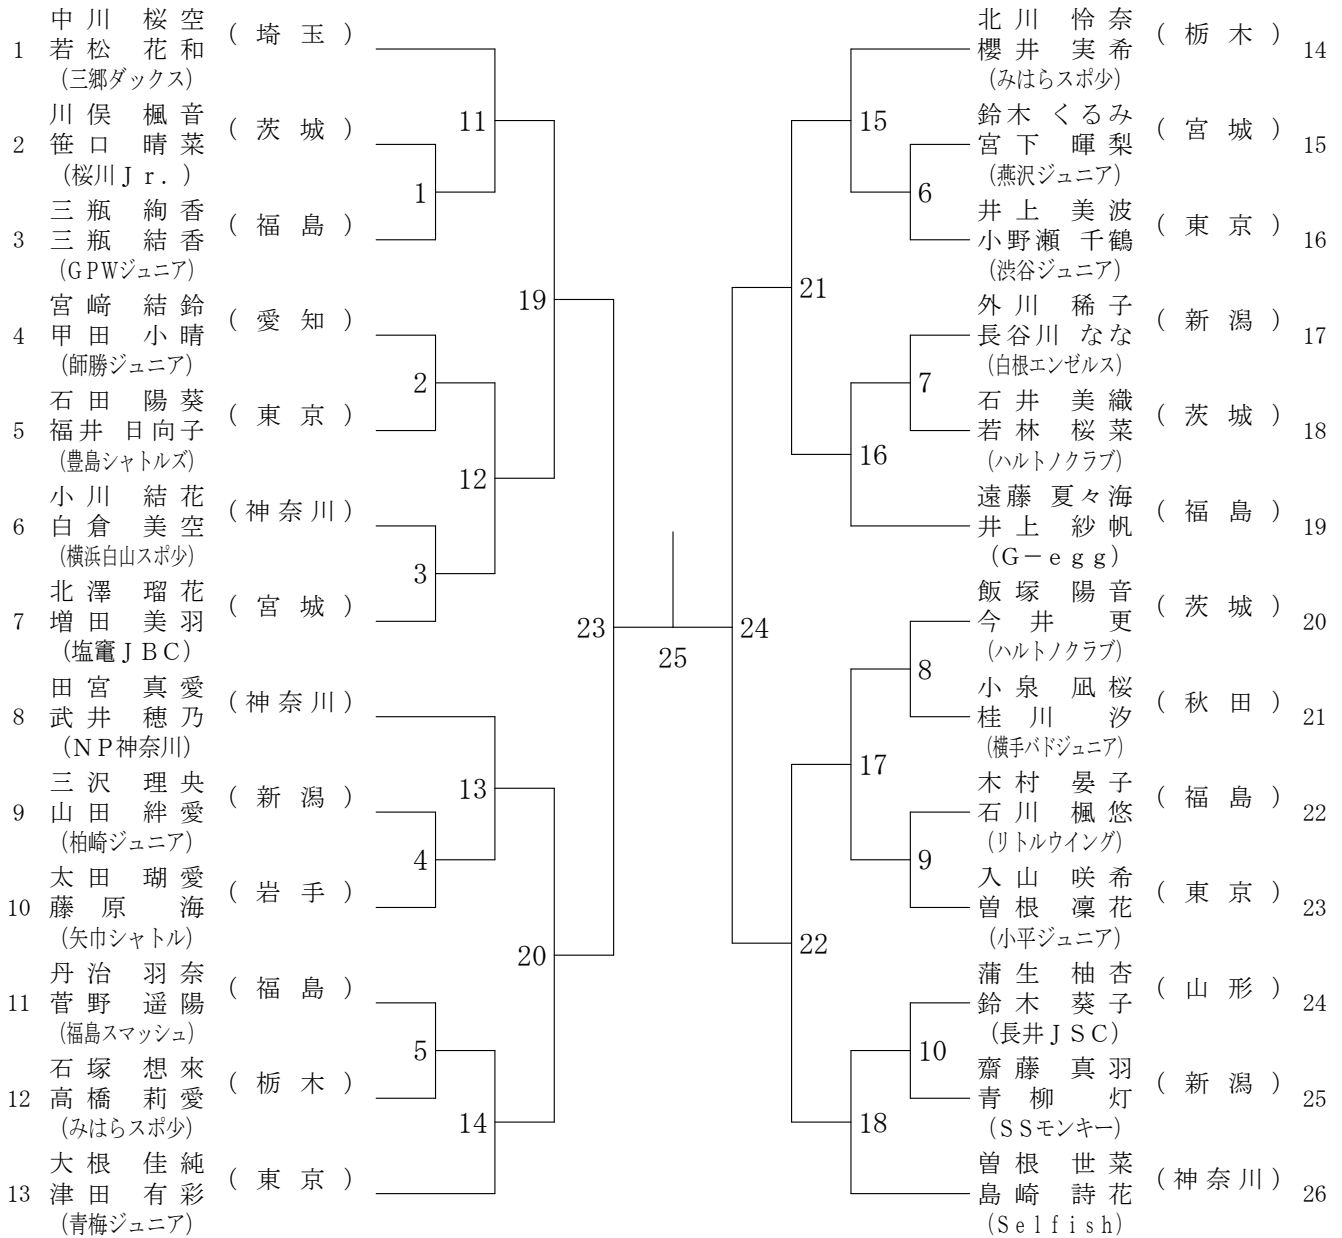 中川 桜空
1 若松 花和 (埼玉)
(三郷ダックス)
川俣 楓音
2 笹口 晴菜 (茨城)
(桜川Jr.)
三瓶 絢香
3 三瓶 結香 (福島)
(GPWジュニア)
宮﨑 結鈴
4 甲田 小晴 (愛知)
(師勝ジュニア)
石田 陽葵
5 福井 日向子 (東京)
(豊島シャトルズ)
小川 結花
6 白倉 美空 (神奈川)
(横浜白山スポ少)
北澤 瑠花
7 増田 美羽 (宮城)
(塩竈JBC)
田宮 真愛
8 武井 穂乃 (神奈川)
(NP神奈川)
三沢 理央
9 山田 絆愛 (新潟)
(柏崎ジュニア)
太田 瑚愛
10 藤原 海 (岩手)
(矢巾シャトル)
丹治 羽奈
11 菅野 遥陽 (福島)
(福島スマッシュ)
石塚 想來
12 高橋 莉愛 (栃木)
(みはらスポ少)
大根 佳純
13 津田 有彩 (東京)
(青梅ジュニア)
11
1
19
2
12
3
23
13
4
20
5
14
25
24
15
6
21
7
16
8
17
9
22
10
18
北川 怜奈
櫻井 実希 (栃木) 14
(みはらスポ少)
鈴木 くるみ
宮下 暉梨 (宮城) 15
(燕沢ジュニア)
井上 美波
小野瀬 千鶴 (東京) 16
(渋谷ジュニア)
外川 稀子
長谷川 なな (新潟) 17
(白根エンゼルス)
石井 美織
若林 桜菜 (茨城) 18
(ハルトノクラブ)
遠藤 夏々海
井上 紗帆 (福島) 19
(G-egg)
飯塚 陽音
今井 更 (茨城) 20
(ハルトノクラブ)
小泉 凪桜
桂川 汐 (秋田) 21
(横手バドジュニア)
木村 晏子
石川 楓悠 (福島) 22
(リトルウイング)
入山 咲希
曽根 凜花 (東京) 23
(小平ジュニア)
蒲生 柚杏
鈴木 葵子 (山形) 24
(長井JSC)
齋藤 真羽
青柳 灯 (新潟) 25
(SSモンキー)
曽根 世菜
島崎 詩花 (神奈川) 26
(Selfish)